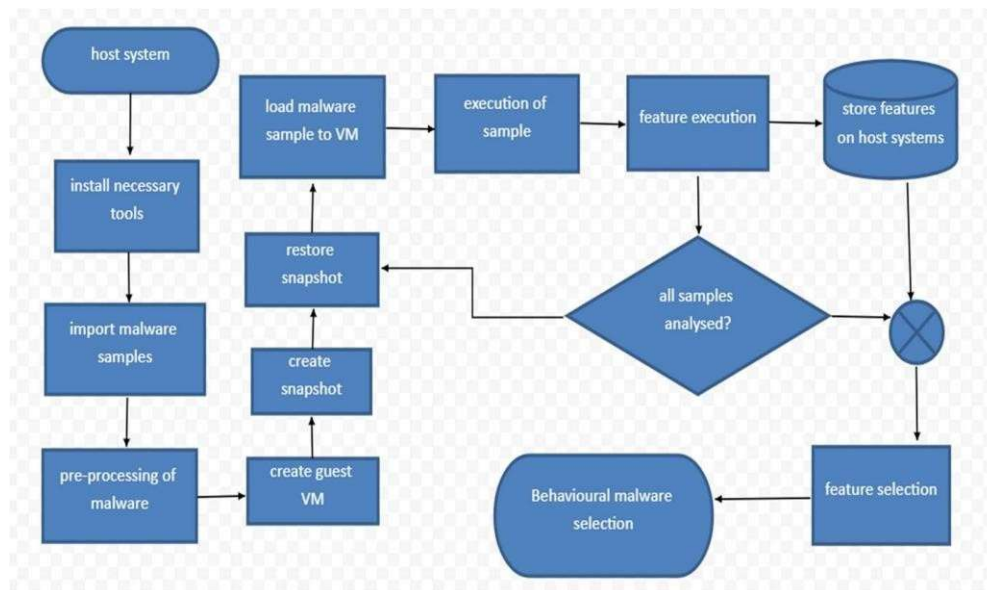 host system
install necessary
tools
import malware
samples
pre-processing of
malware
create guest
VM
create
snapshot
restore
snapshot
load malware
sample to VM
execution of
sample
feature execution
store features
on host systems
all samples
analysed?
feature selection
Behavioural malware
selection